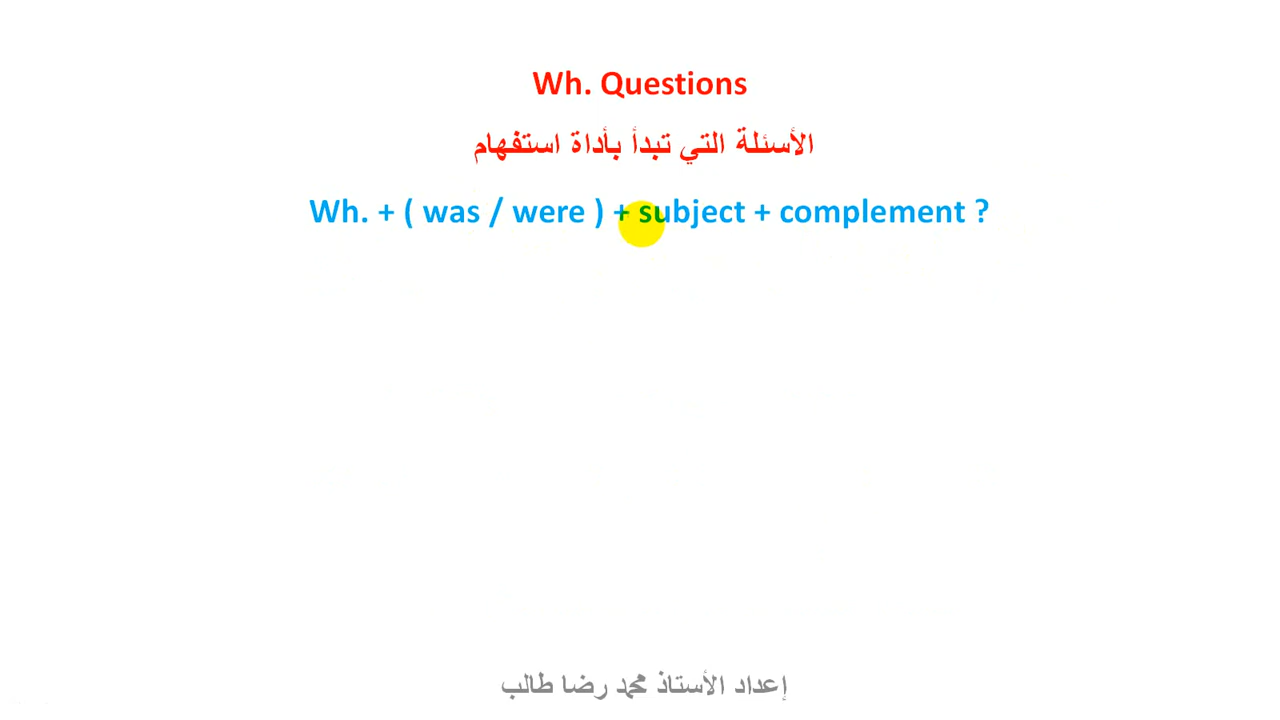 Wh. Questions
الأسئلة التي تبدأ بأداة استفهام
Wh. + ( was / were ) + subject + complement ?
إعداد الأستاذ محمد رضا طالب